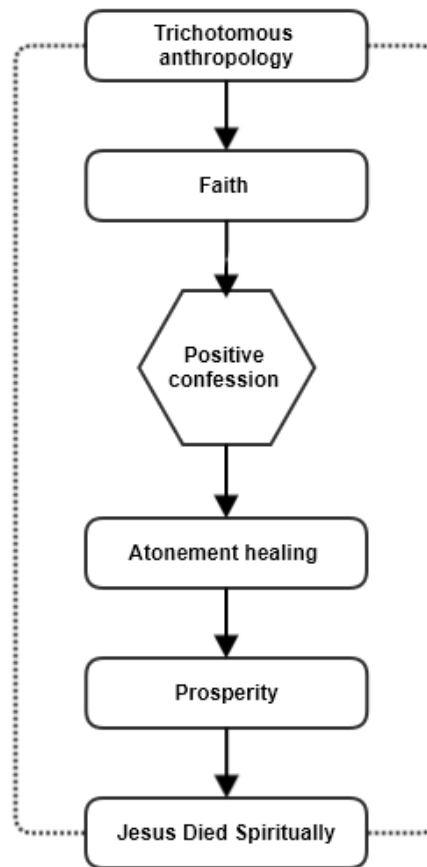 Trichotomous
anthropology
Faith
Positive
confession
Atonement healing
Prosperity
Jesus Died Spiritually